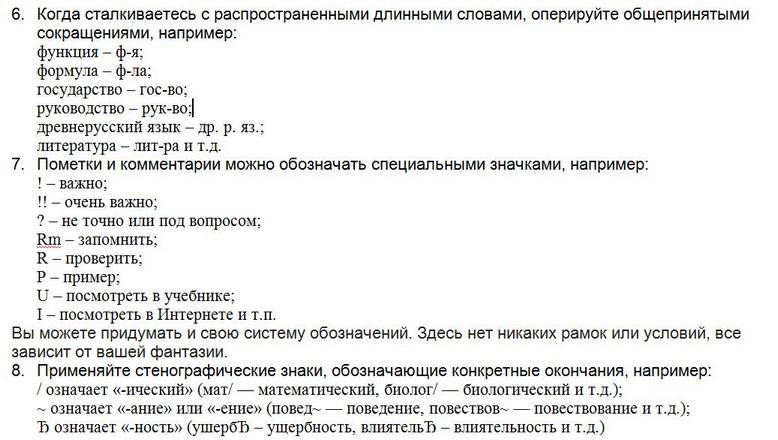 6. Когда сталкиваетесь с распространенными длинными словами, оперируйте общепринятыми
сокращениями, например:
функция – ф-я;
формула – ф-ла;
государство – гос-во;
руководство – рук-во;
древнерусский язык – др. р. яз.;
литература – лит-ра и т.д.
7. Пометки и комментарии можно обозначать специальными значками, например:
! – важно;
!! – очень важно;
? – не точно или под вопросом;
Rm – запомнить;
R – проверить;
P – пример;
U – посмотреть в учебнике;
I – посмотреть в Интернете и т.п.
Вы можете придумать и свою систему обозначений. Здесь нет никаких рамок или условий, все
зависит от вашей фантазии.
8. Применяйте стенографические знаки, обозначающие конкретные окончания, например:
/ означает «-ический» (мат/ — математический, биолог/ — биологический и т.д.);
~ означает «-ание» или «-ение» (повед~ — поведение, повествов~ — повествование и т.д.);
Ђ означает «-ность» (ушербЂ – ушербность, влиятельЂ – влиятельность и т.д.)